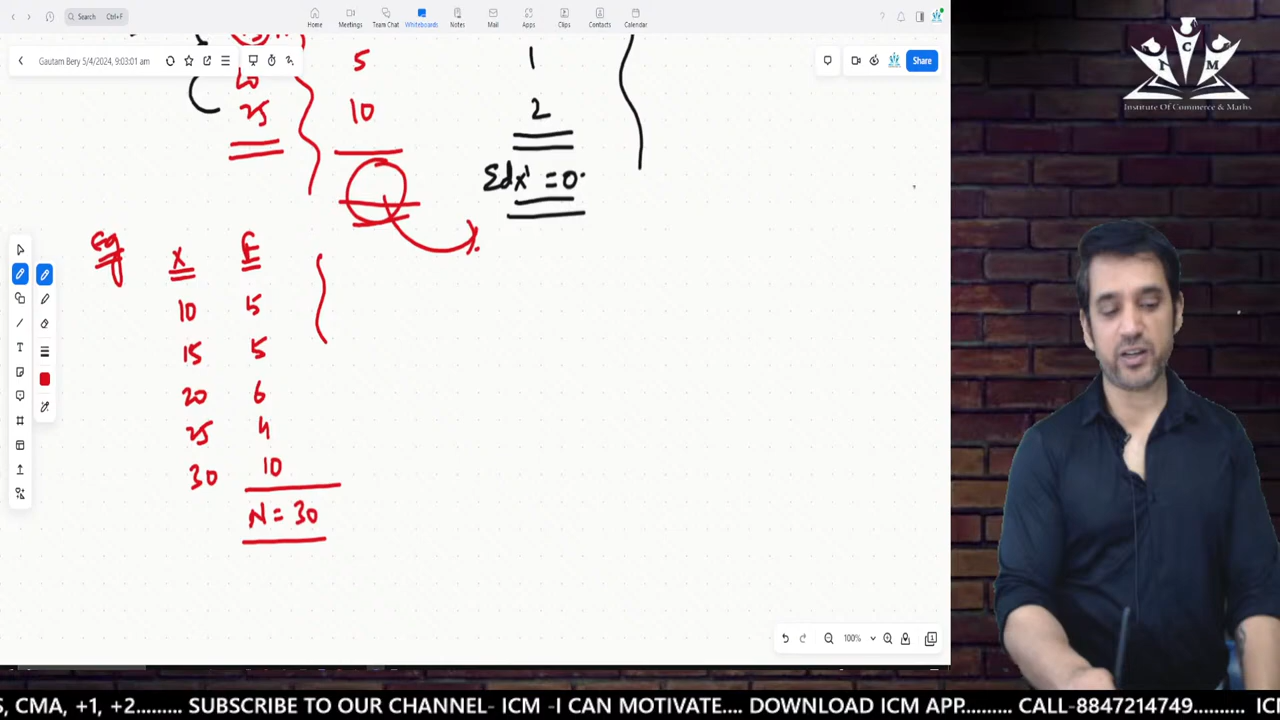 Home
Meetings
Team Chat
Whiteboards
Notes
Mail
Apps
Clips
Contacts
Calendar
Search Ctrl+F
Gautam Bery 5/4/2024, 9:03:01 am
Share
Institute Of Commerce & Maths
5 1
20
25 10 2
Σdx' = 0
Eg X F
10 5
15 5
20 6
25 4
30 10
N = 30
100%
S, CMA, +1, +2......... SUBSCRIBE TO OUR CHANNEL- ICM -I CAN MOTIVATE.... DOWNLOAD ICM APP.......... CALL-8847214749.......... ICI